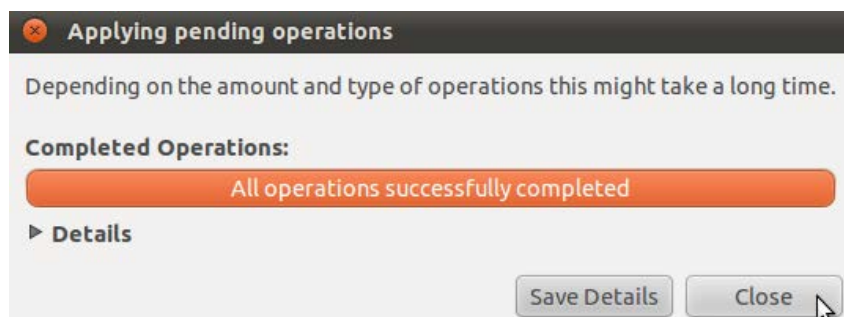 Applying pending operations
Depending on the amount and type of operations this might take a long time.
Completed Operations:
All operations successfully completed
Details
Save Details Close